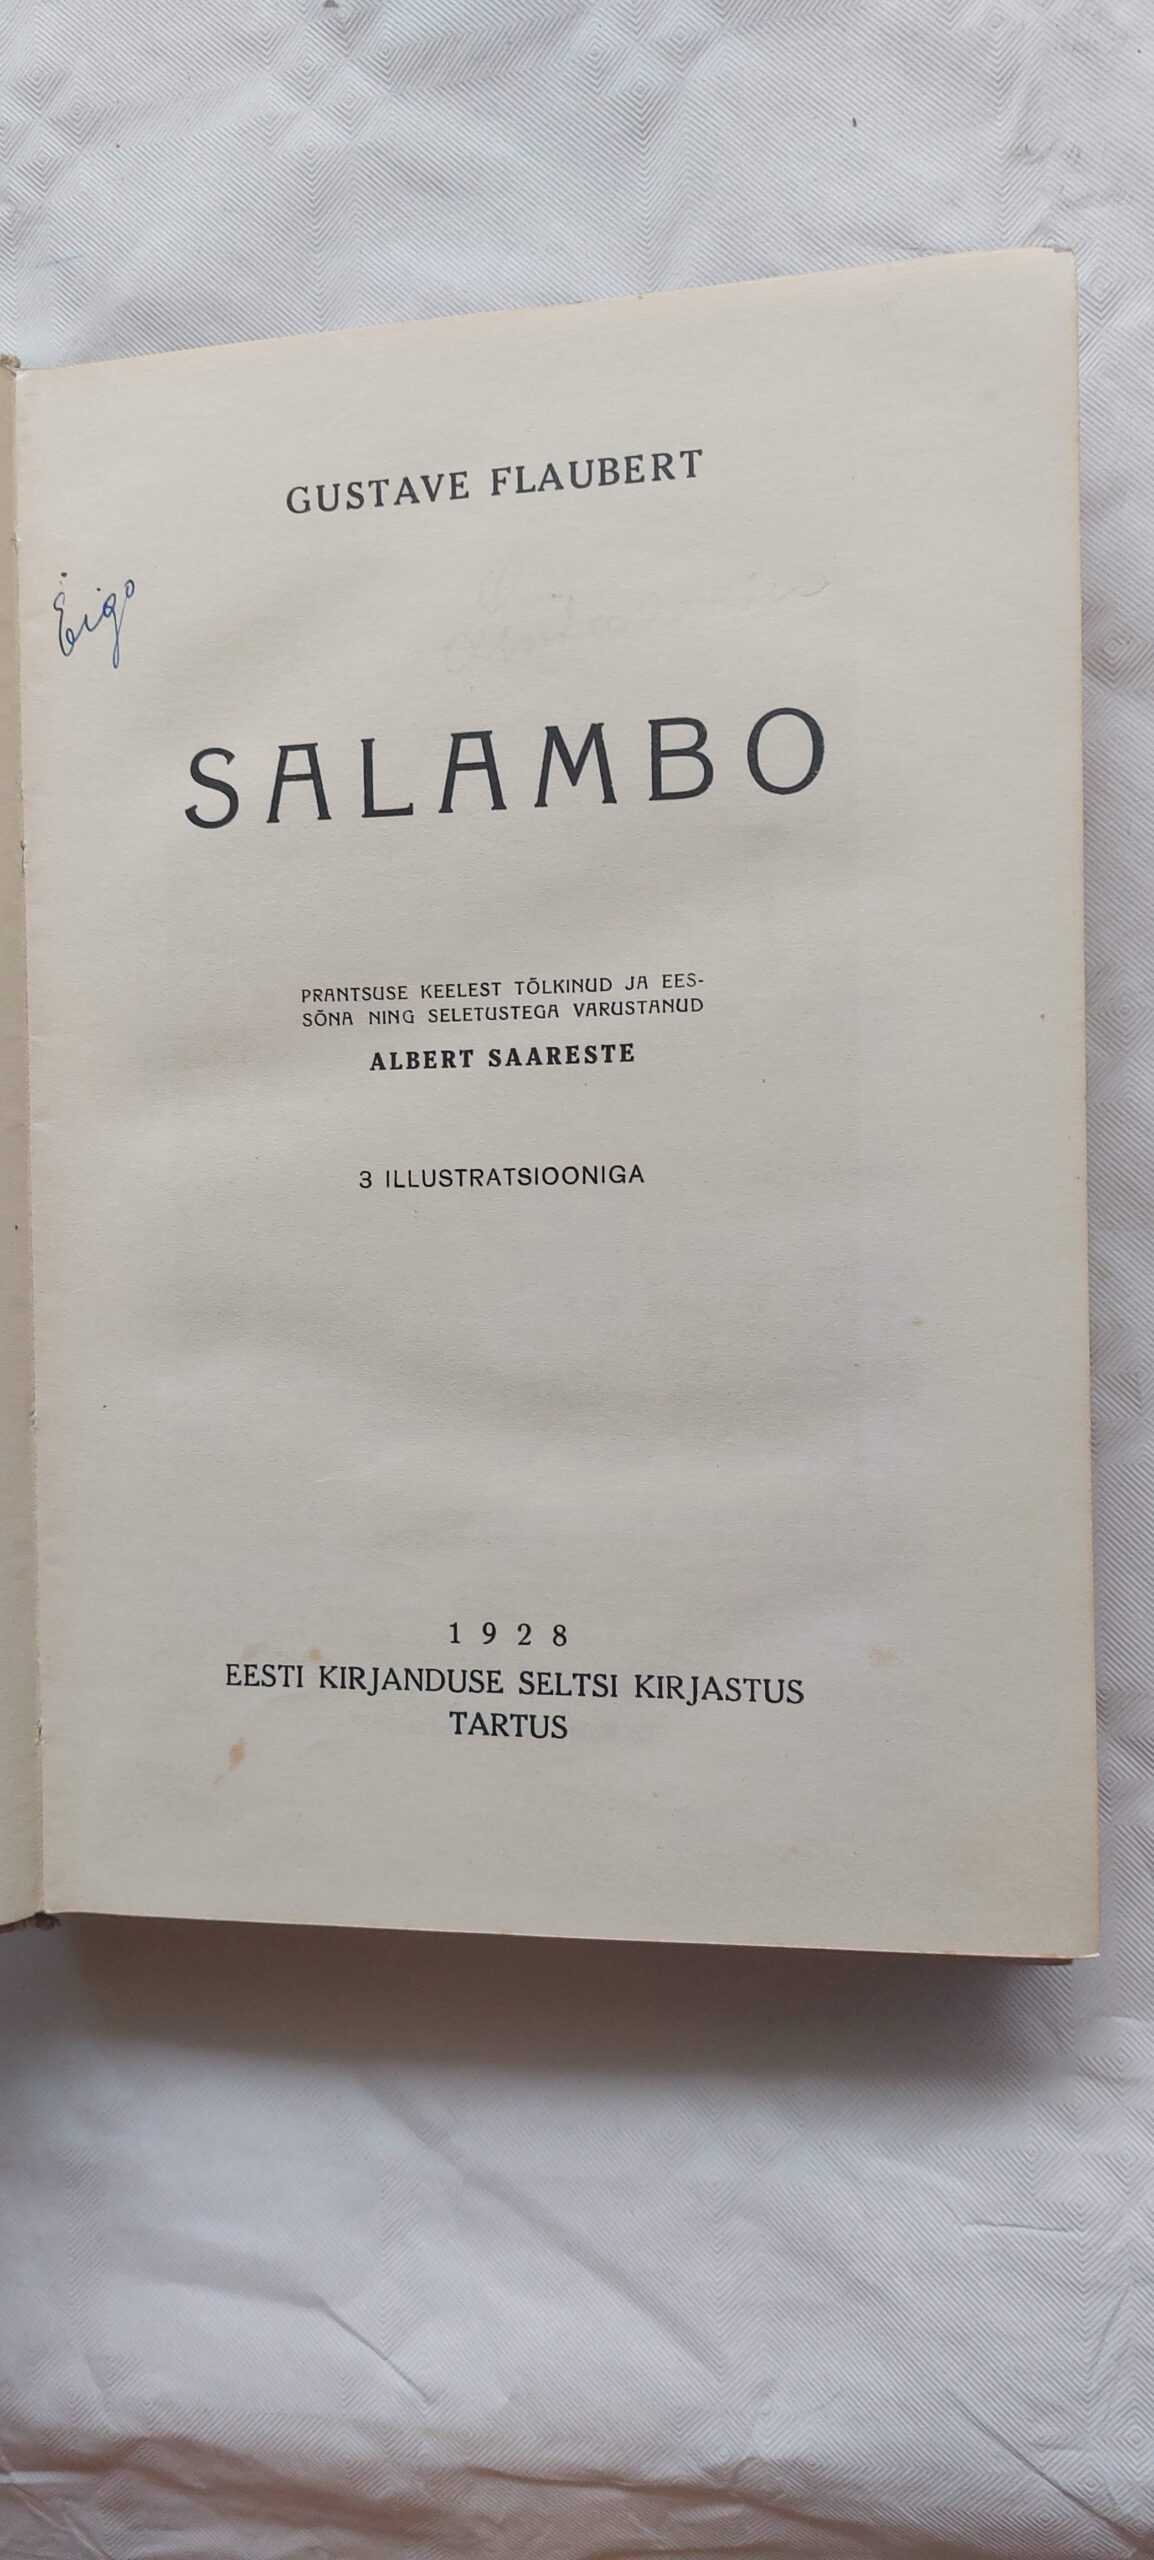 GUSTAVE FLAUBERT
Eigo
SALAMBO
PRANTSUSE KEELEST TÕLKINUD JA EES-
SÕNA NING SELETUSTEGA VARUSTANUD
ALBERT SAARESTE
3 ILLUSTRATSIOONIGA
1928
EESTI KIRJANDUSE SELTSI KIRJASTUS
TARTUS